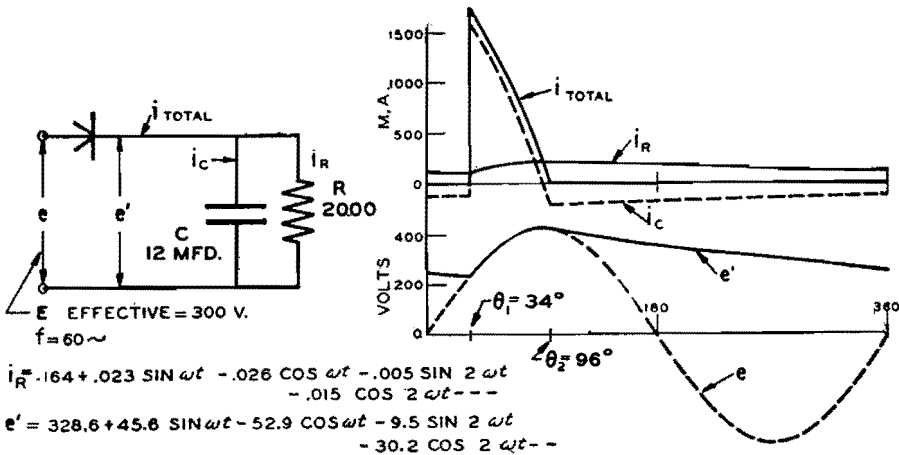 i TOTAL
i C
i R
e
e'
C
12 MFD.
R
2000
E EFFECTIVE = 300 V.
f = 60 ~
M.A.
1500
1000
500
0
i TOTAL
i R
i C
VOLTS
400
200
0
e'
θ₁ = 34°
θ₂ = 96°
180
360
e
i R = .164 + .023 SIN ωt - .026 COS ωt - .005 SIN 2 ωt
- .015 COS 2 ωt - - -
e' = 328.6 + 45.6 SIN ωt - 52.9 COS ωt - 9.5 SIN 2 ωt
- 30.2 COS 2 ωt - -